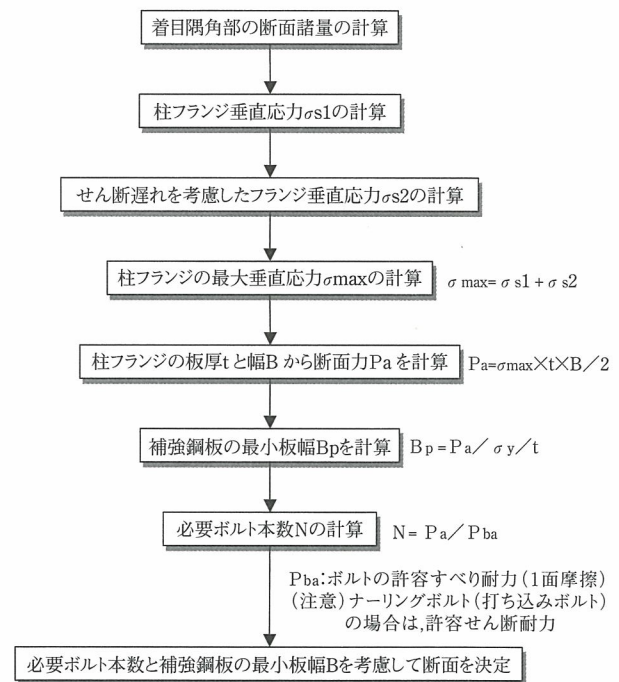 着目隅角部の断面諸量の計算
柱フランジ垂直応力σs1の計算
せん断遅れを考慮したフランジ垂直応力σs2の計算
柱フランジの最大垂直応力σmaxの計算
σ max= σ s1 + σ s2
柱フランジの板厚tと幅Bから断面力Paを計算
Pa=σmax×t×B／2
補強鋼板の最小板幅Bpを計算
Bp=Pa／σy／t
必要ボルト本数Nの計算
N= Pa／Pba
Pba:ボルトの許容すべり耐力（1面摩擦）
（注意）ナーリングボルト（打ち込みボルト）
の場合は,許容せん断耐力
必要ボルト本数と補強鋼板の最小板幅Bを考慮して断面を決定